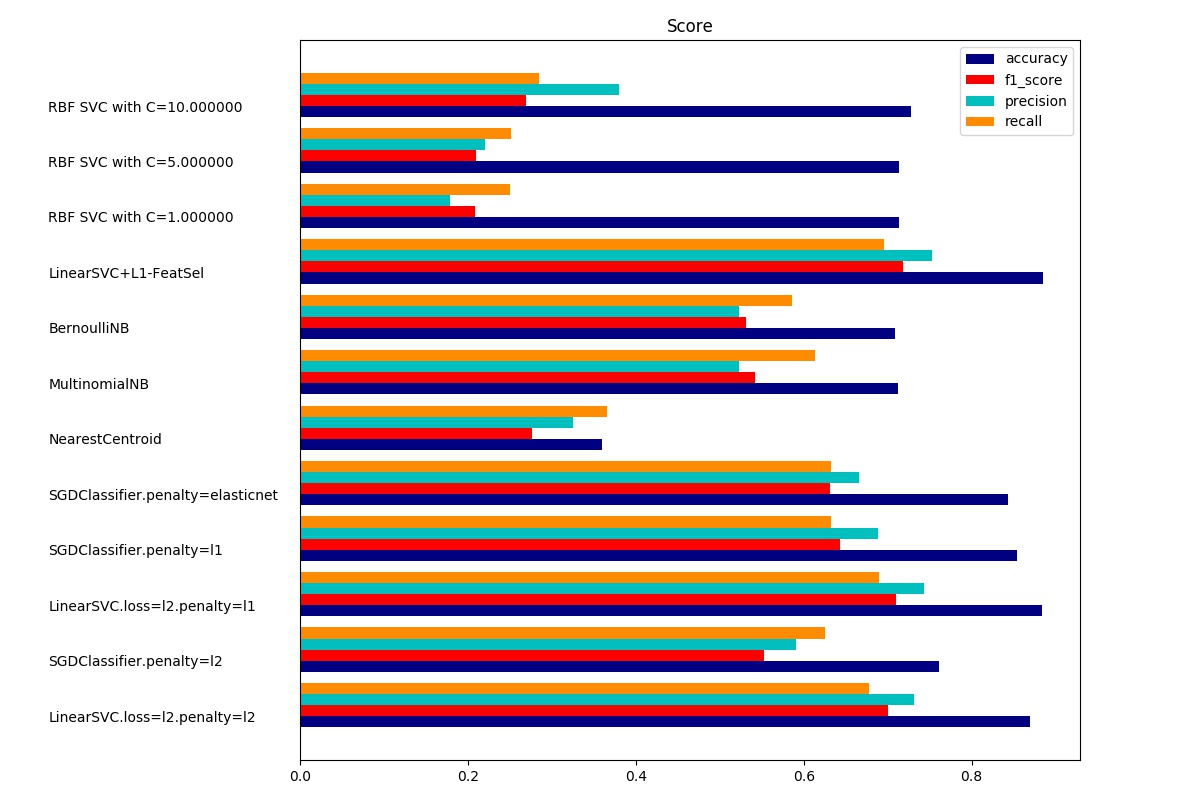 Score
accuracy
f1_score
precision
recall
RBF SVC with C=10.000000
RBF SVC with C=5.000000
RBF SVC with C=1.000000
LinearSVC+L1-FeatSel
BernoulliNB
MultinomialNB
NearestCentroid
SGDClassifier.penalty=elasticnet
SGDClassifier.penalty=l1
LinearSVC.loss=l2.penalty=l1
SGDClassifier.penalty=l2
LinearSVC.loss=l2.penalty=l2
0.0 0.2 0.4 0.6 0.8